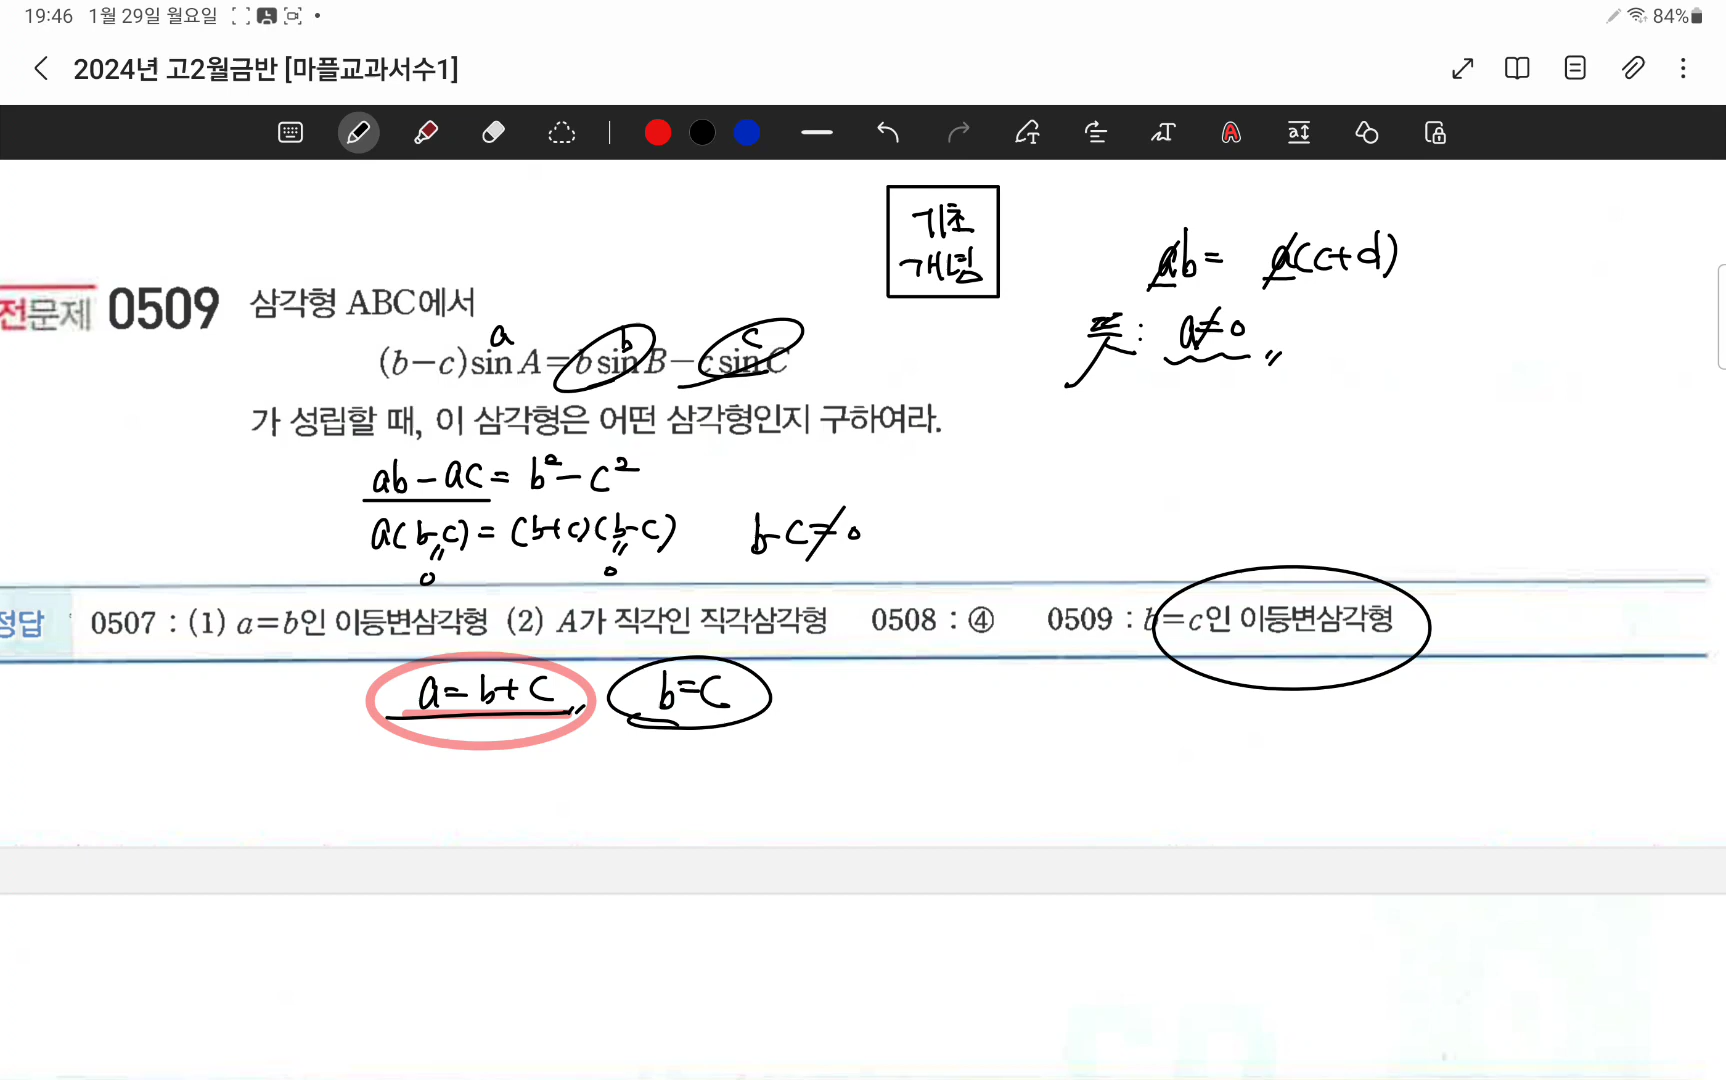 19:46 1월 29일 월요일
84%
2024년 고2월금반 [마플교과서수1]
기초
개념
ab = a(c+d)
뜻: a≠0
전문제 0509 삼각형 ABC에서
a b c
(b-c)sin A=b sin B-c sin C
가 성립할 때, 이 삼각형은 어떤 삼각형인지 구하여라.
ab-ac = b²-c²
a(b-c) = (b+c)(b-c) b-c≠0
0 0
정답 0507 : (1) a=b인 이등변삼각형 (2) A가 직각인 직각삼각형 0508 : ④ 0509 : b=c인 이등변삼각형
a=b+c b=c